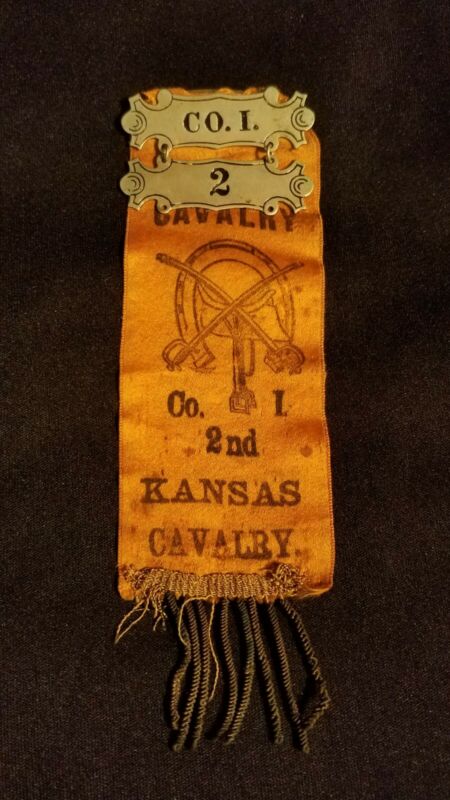 CO. I.
2
CAVALRY
Co. I.
2nd
KANSAS
CAVALRY.